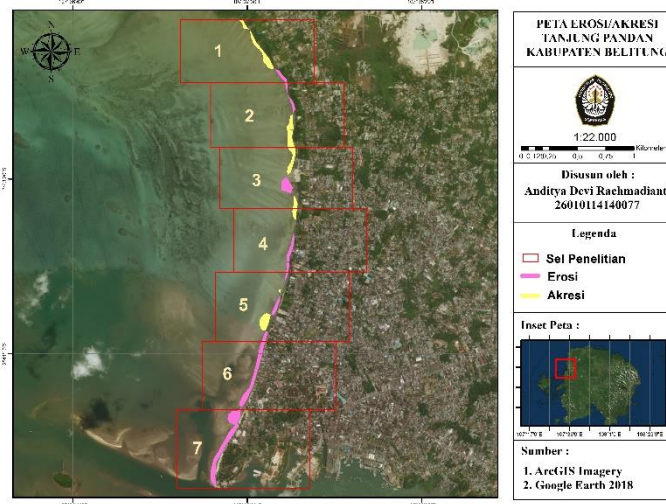 PETA EROSI/AKRESI
TANJUNG PANDAN
KABUPATEN BELITUNG
1:22.000
Disusun oleh :
Anditya Devi Rachmadiant
26010114140077
Legenda
Sel Penelitian
Erosi
Akresi
Inset Peta :
Sumber :
1. ArcGIS Imagery
2. Google Earth 2018
N
E
S
1
2
3
4
5
6
7